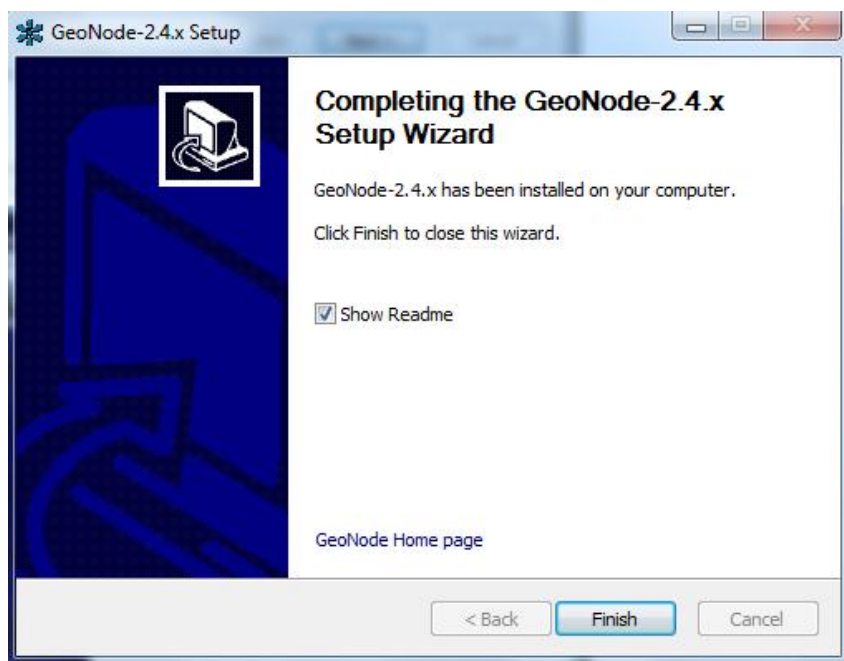 GeoNode-2.4.x Setup
Completing the GeoNode-2.4.x
Setup Wizard
GeoNode-2.4.x has been installed on your computer.
Click Finish to close this wizard.
Show Readme
GeoNode Home page
< Back Finish Cancel